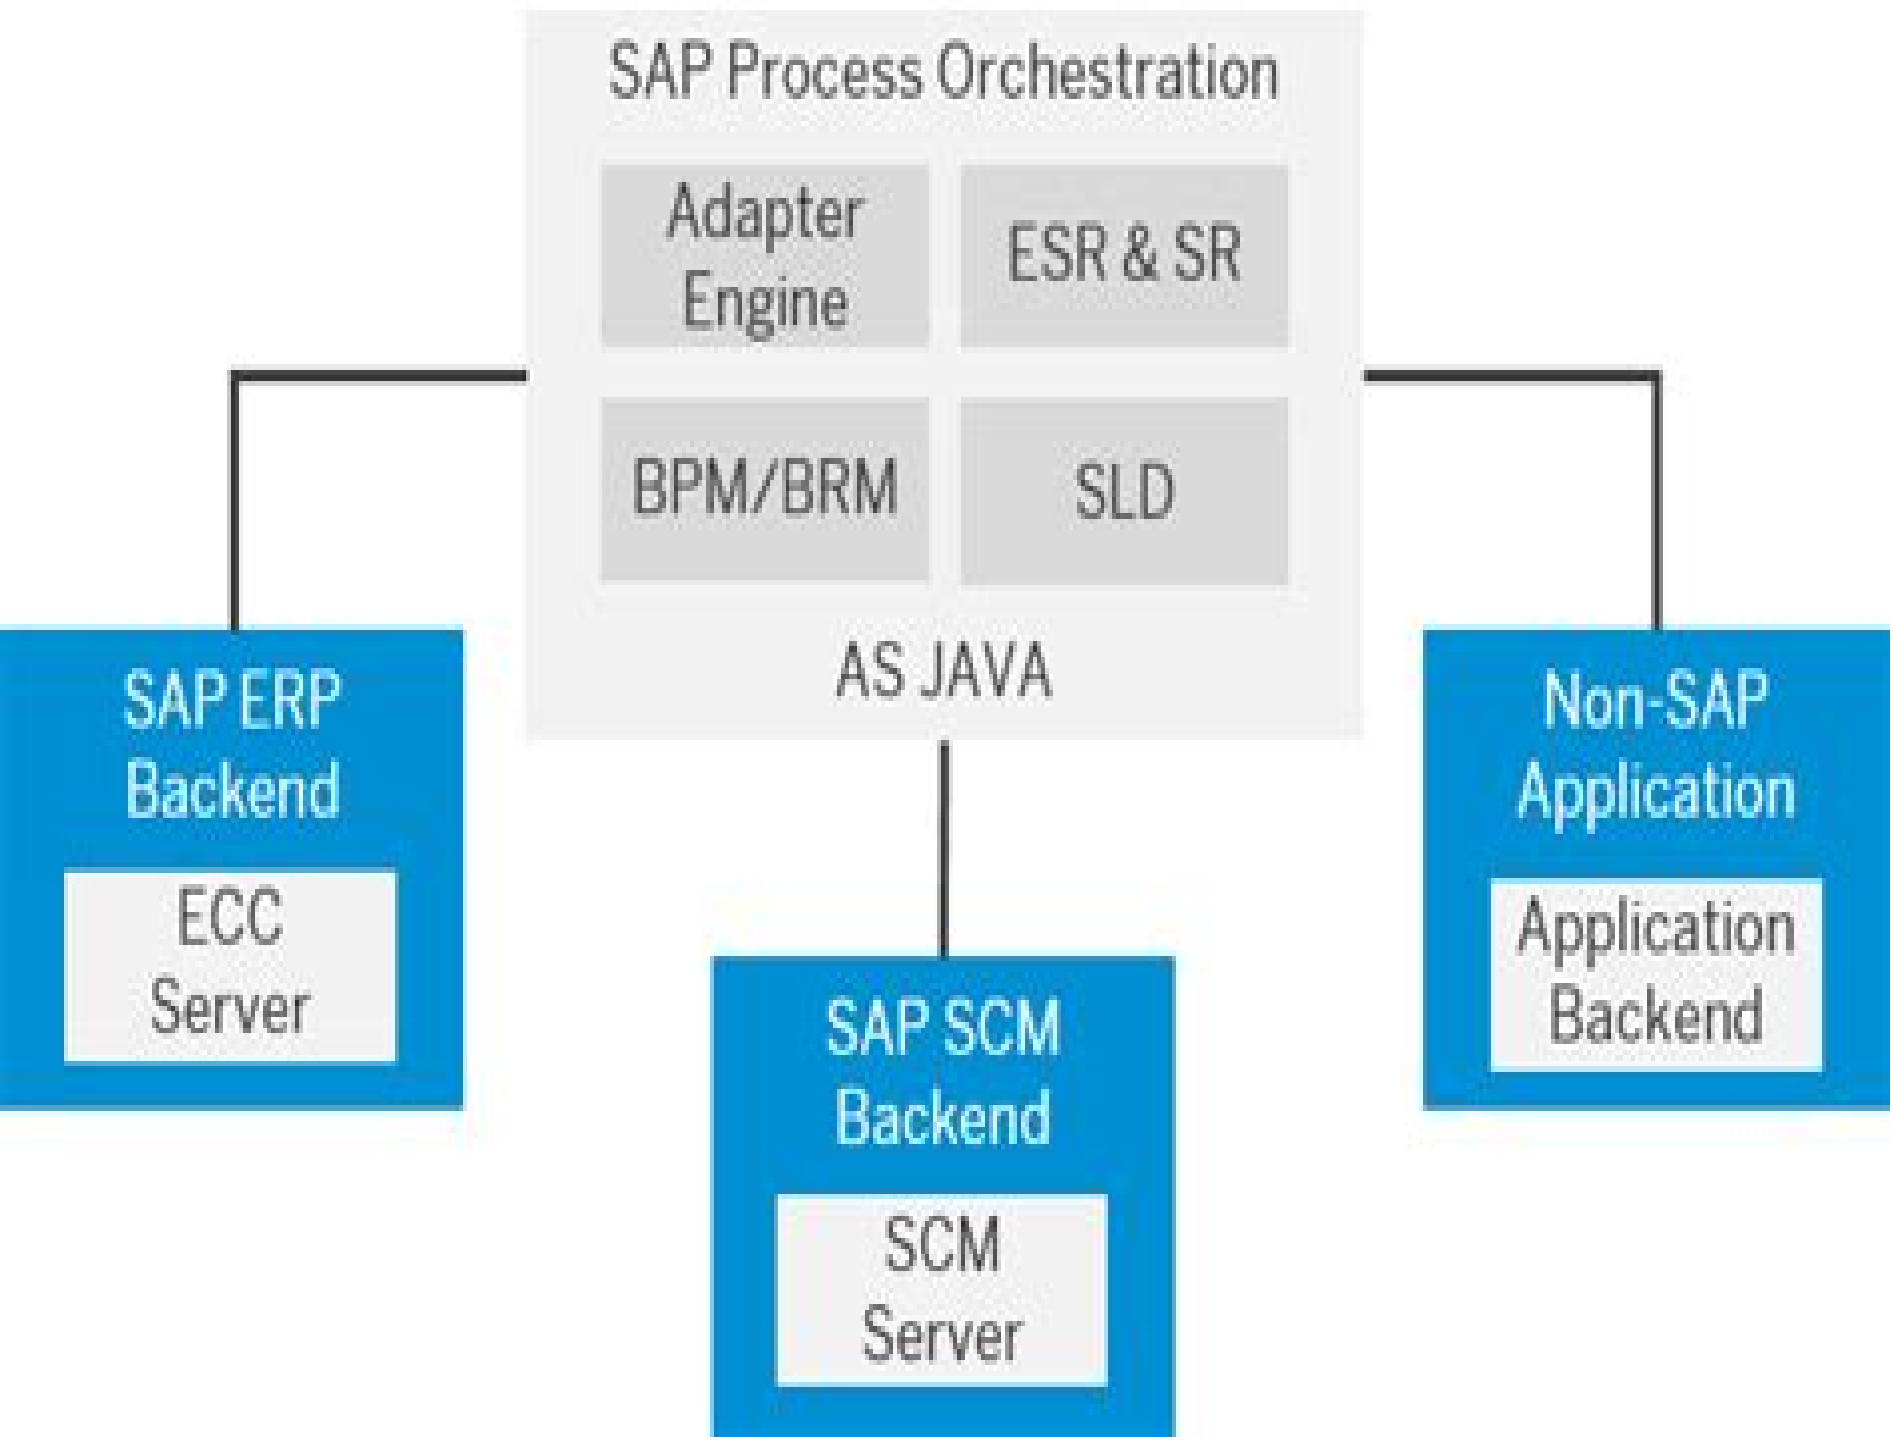 SAP Process Orchestration
Adapter
Engine
ESR & SR
BPM/BRM
SLD
AS JAVA
SAP ERP
Backend
ECC
Server
SAP SCM
Backend
SCM
Server
Non-SAP
Application
Application
Backend